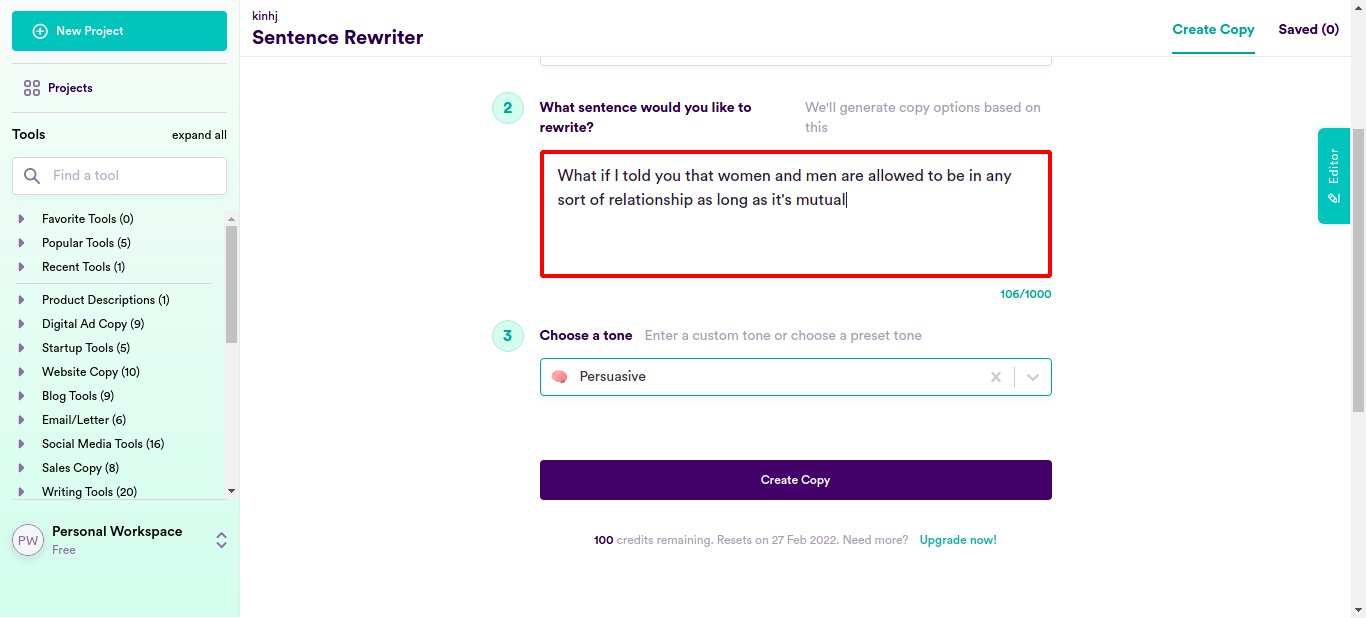 New Project
Projects
Tools
expand all
Find a tool
Favorite Tools (0)
Popular Tools (5)
Recent Tools (1)
Product Descriptions (1)
Digital Ad Copy (9)
Startup Tools (5)
Website Copy (10)
Blog Tools (9)
Email/Letter (6)
Social Media Tools (16)
Sales Copy (8)
Writing Tools (20)
PW
Personal Workspace
Free
kinhj
Sentence Rewriter
Create Copy
Saved (0)
2
What sentence would you like to
rewrite?
We'll generate copy options based on
this
What if I told you that women and men are allowed to be in any
sort of relationship as long as it's mutual
106/1000
3
Choose a tone
Enter a custom tone or choose a preset tone
Persuasive
Create Copy
100 credits remaining. Resets on 27 Feb 2022. Need more? Upgrade now!
Editor